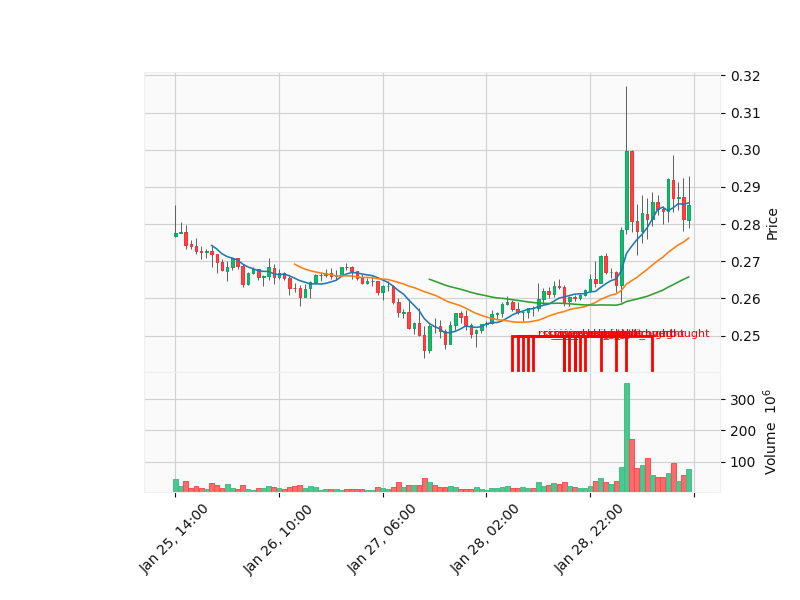 0.32
0.31
0.30
0.29
0.28
0.27
0.26
0.25
Price
300
200
100
Volume 10^6
Jan 25, 14:00
Jan 26, 10:00
Jan 27, 06:00
Jan 28, 02:00
Jan 28, 22:00